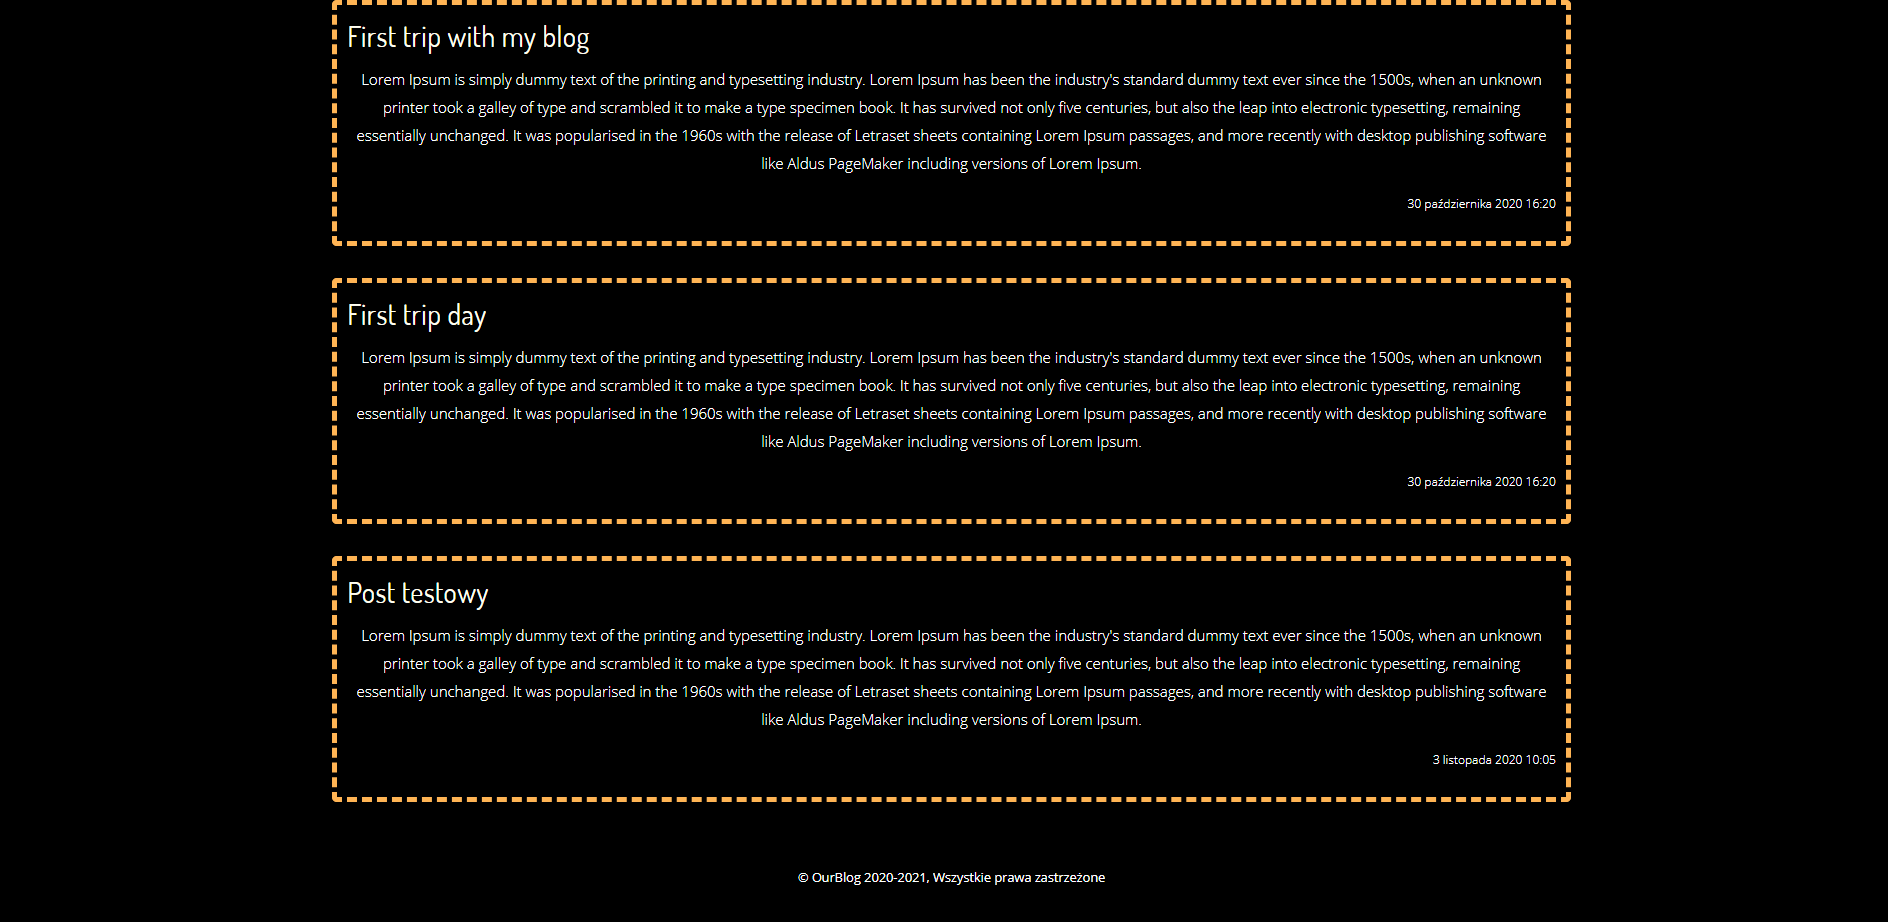 First trip with my blog
Lorem Ipsum is simply dummy text of the printing and typesetting industry. Lorem Ipsum has been the industry's standard dummy text ever since the 1500s, when an unknown
printer took a galley of type and scrambled it to make a type specimen book. It has survived not only five centuries, but also the leap into electronic typesetting, remaining
essentially unchanged. It was popularised in the 1960s with the release of Letraset sheets containing Lorem Ipsum passages, and more recently with desktop publishing software
like Aldus PageMaker including versions of Lorem Ipsum.
30 października 2020 16:20
First trip day
Lorem Ipsum is simply dummy text of the printing and typesetting industry. Lorem Ipsum has been the industry's standard dummy text ever since the 1500s, when an unknown
printer took a galley of type and scrambled it to make a type specimen book. It has survived not only five centuries, but also the leap into electronic typesetting, remaining
essentially unchanged. It was popularised in the 1960s with the release of Letraset sheets containing Lorem Ipsum passages, and more recently with desktop publishing software
like Aldus PageMaker including versions of Lorem Ipsum.
30 października 2020 16:20
Post testowy
Lorem Ipsum is simply dummy text of the printing and typesetting industry. Lorem Ipsum has been the industry's standard dummy text ever since the 1500s, when an unknown
printer took a galley of type and scrambled it to make a type specimen book. It has survived not only five centuries, but also the leap into electronic typesetting, remaining
essentially unchanged. It was popularised in the 1960s with the release of Letraset sheets containing Lorem Ipsum passages, and more recently with desktop publishing software
like Aldus PageMaker including versions of Lorem Ipsum.
3 listopada 2020 10:05
© OurBlog 2020-2021, Wszystkie prawa zastrzeżone